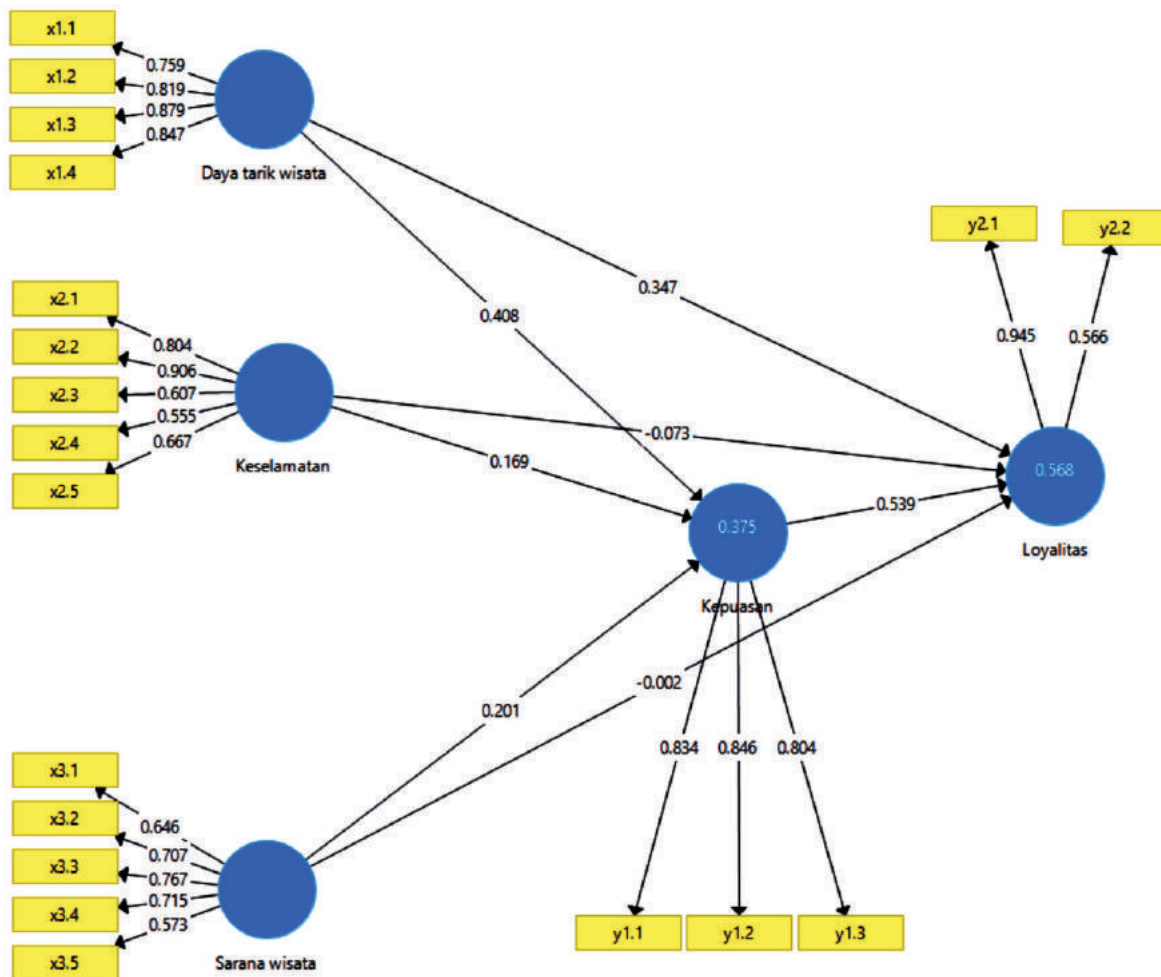 x1.1
0.759
x1.2
0.819
x1.3
0.879
0.847
x1.4
Daya tarik wisata
y2.1
y2.2
x2.1
0.804
x2.2
0.906
x2.3
0.607
0.555
x2.4
0.667
x2.5
Keselamatan
0.347
0.408
0.945
0.566
-0.073
0.169
0.568
0.539
Loyalitas
0.375
Kepuasan
-0.002
0.201
0.834
0.846
0.804
x3.1
0.646
x3.2
0.707
x3.3
0.767
0.715
x3.4
0.573
x3.5
Sarana wisata
y1.1
y1.2
y1.3